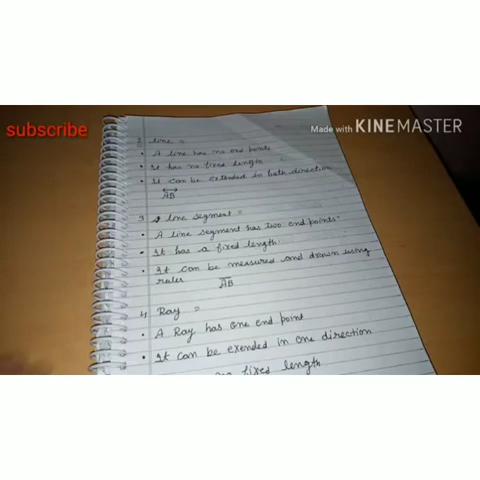 subscribe
Made with KINEMASTER
2 line =
• A line has no end points
• It has no fixed length
• It can be extended in both direction
AB
3 line segment =
• A line segment has two end points.
• It has a fixed length.
• It can be measured and drawn using
ruler AB
4 Ray =
• A Ray has one end point
• It can be exended in one direction
fixed length